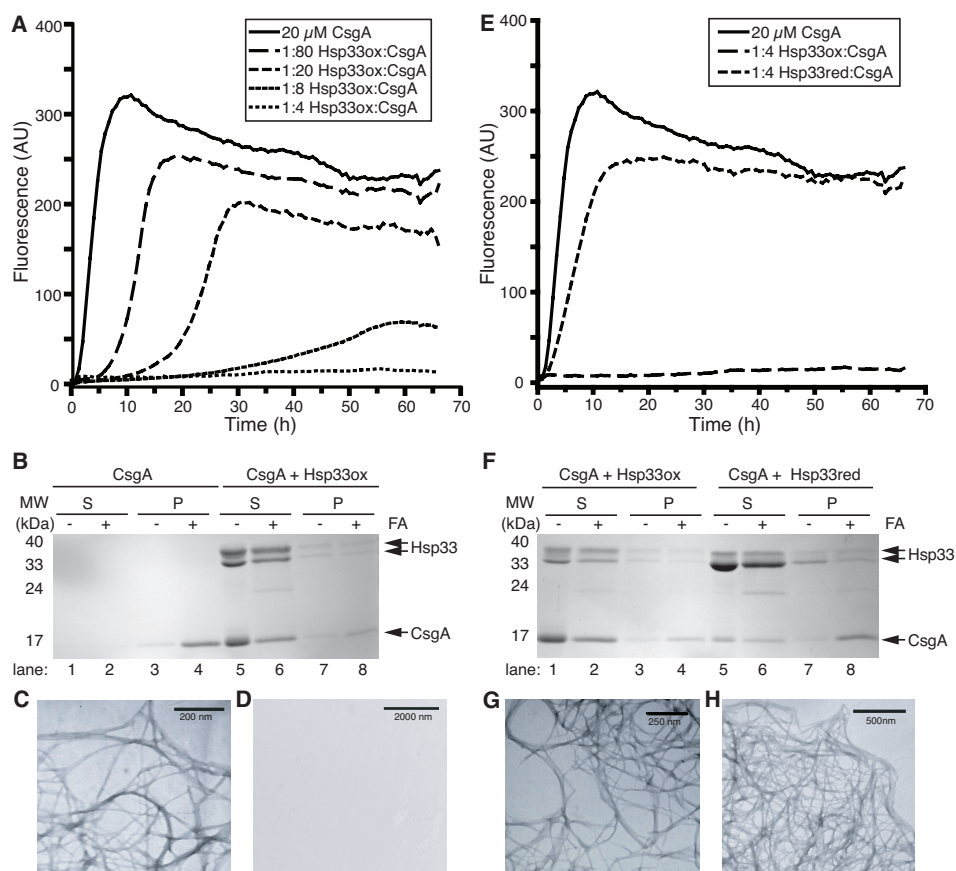 A
400
300
200
100
0
Fluorescence (AU)
20 µM CsgA
1:80 Hsp33ox:CsgA
1:20 Hsp33ox:CsgA
1:8 Hsp33ox:CsgA
1:4 Hsp33ox:CsgA
0 10 20 30 40 50 60 70
Time (h)
E
400
300
200
100
0
Fluorescence (AU)
20 µM CsgA
1:4 Hsp33ox:CsgA
1:4 Hsp33red:CsgA
0 10 20 30 40 50 60 70
Time (h)
B
CsgA CsgA + Hsp33ox
MW S P S P
(kDa) - + - + - + - + FA
40
33
24
17
Hsp33
CsgA
lane: 1 2 3 4 5 6 7 8
F
CsgA + Hsp33ox CsgA + Hsp33red
MW S P S P
(kDa) - + - + - + - + FA
40
33
24
17
Hsp33
CsgA
lane: 1 2 3 4 5 6 7 8
C
200 nm
D
2000 nm
G
250 nm
H
500nm